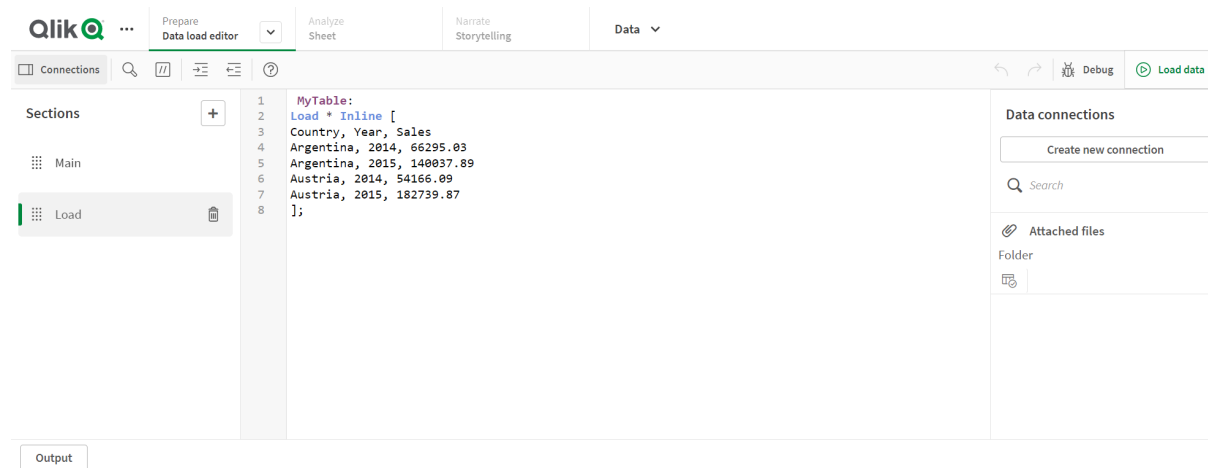 Qlik
Prepare
Data load editor
Analyze
Sheet
Narrate
Storytelling
Data
Connections
Debug
Load data
Sections
Main
Load
1 MyTable:
2 Load * Inline [
3 Country, Year, Sales
4 Argentina, 2014, 66295.03
5 Argentina, 2015, 140037.89
6 Austria, 2014, 54166.09
7 Austria, 2015, 182739.87
8 ];
Data connections
Create new connection
Search
Attached files
Folder
Output